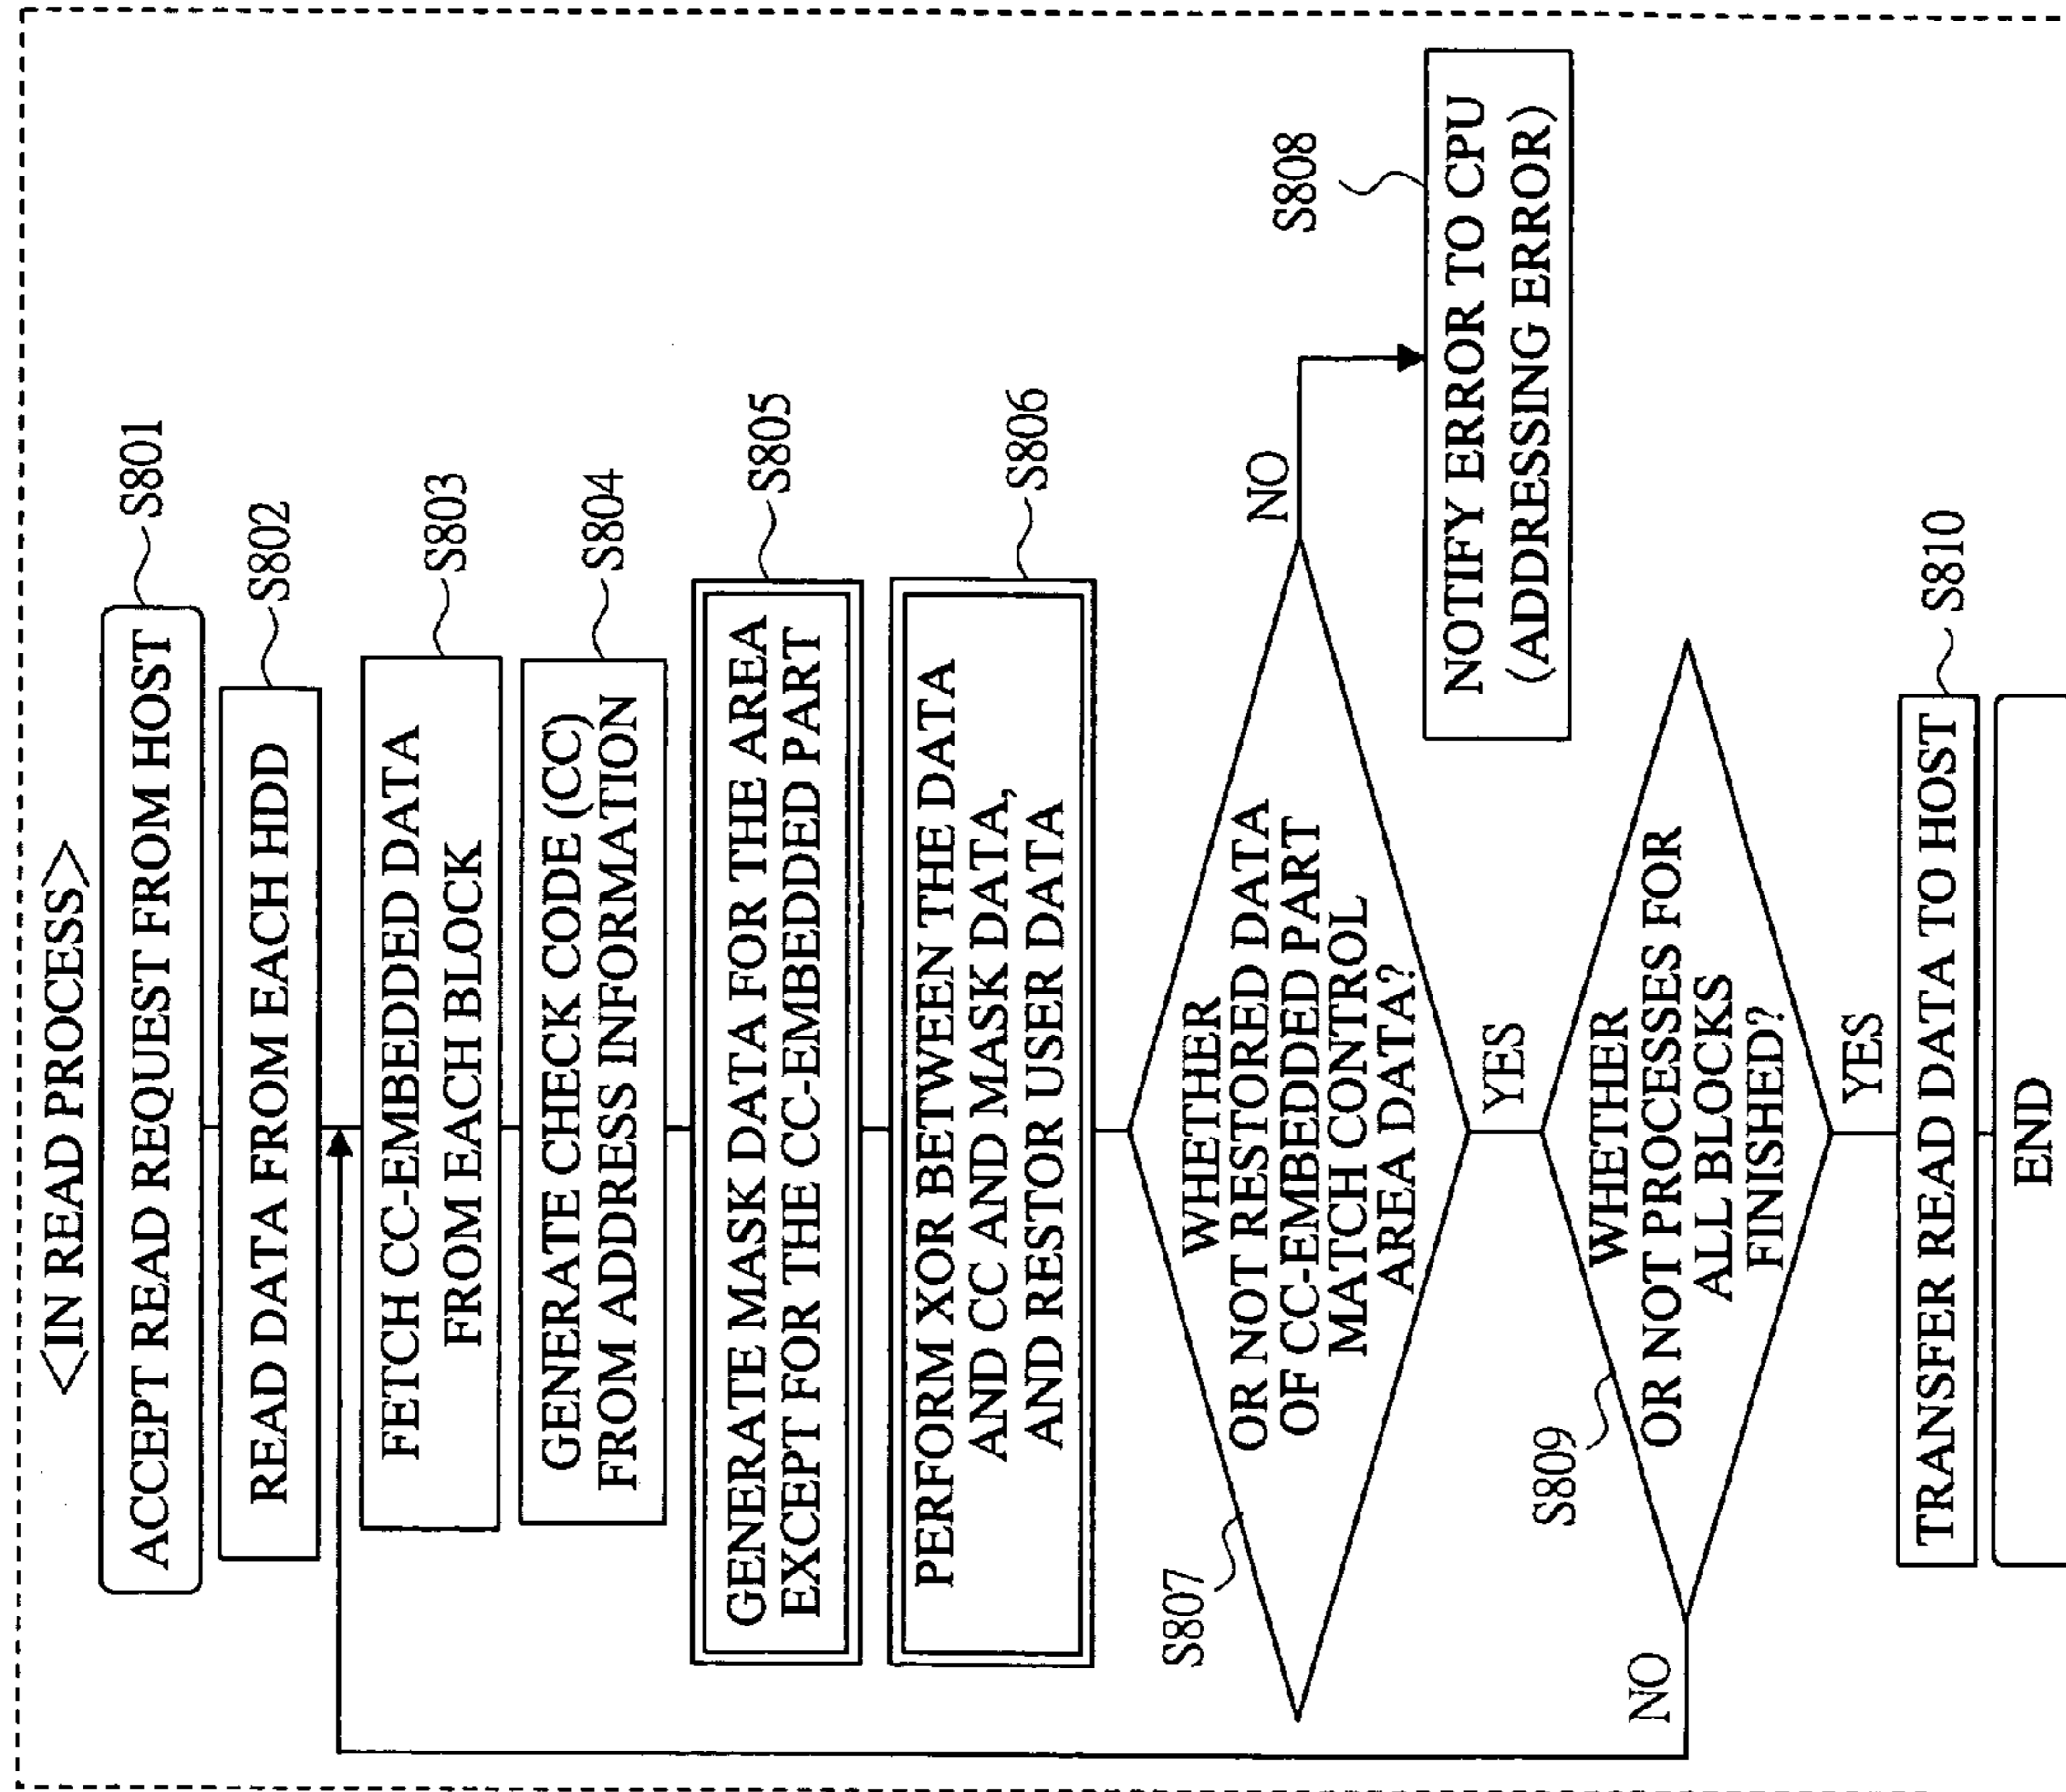 <IN READ PROCESS>
ACCEPT READ REQUEST FROM HOST
S801
READ DATA FROM EACH HDD
S802
FETCH CC-EMBEDDED DATA
FROM EACH BLOCK
S803
GENERATE CHECK CODE (CC)
FROM ADDRESS INFORMATION
S804
GENERATE MASK DATA FOR THE AREA
EXCEPT FOR THE CC-EMBEDDED PART
S805
PERFORM XOR BETWEEN THE DATA
AND CC AND MASK DATA,
AND RESTOR USER DATA
S806
S807
WHETHER
OR NOT RESTORED DATA
OF CC-EMBEDDED PART
MATCH CONTROL
AREA DATA?
NO
S808
NOTIFY ERROR TO CPU
(ADDRESSING ERROR)
YES
S809
WHETHER
OR NOT PROCESSES FOR
ALL BLOCKS
FINISHED?
NO
YES
TRANSFER READ DATA TO HOST
S810
END